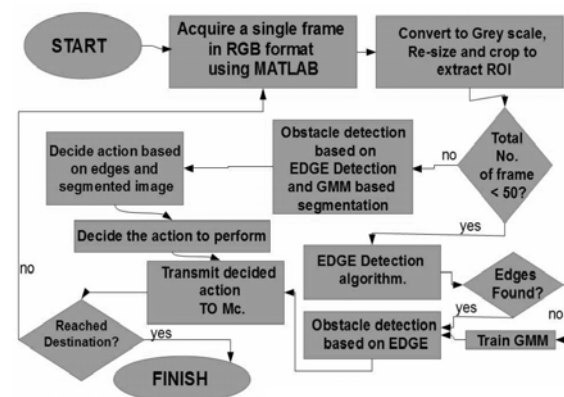 START
Acquire a single frame
in RGB format
using MATLAB
Convert to Grey scale,
Re-size and crop to
extract ROI
Total
No.
of frame
< 50?
no
yes
Obstacle detection
based on
EDGE Detection
and GMM based
segmentation
Decide action based
on edges and
segmented image
Decide the action to perform
Transmit decided
action
TO Mc.
EDGE Detection
algorithm.
Edges
Found?
yes
no
Train GMM
Obstacle detection
based on EDGE
Reached
Destination?
no
yes
FINISH